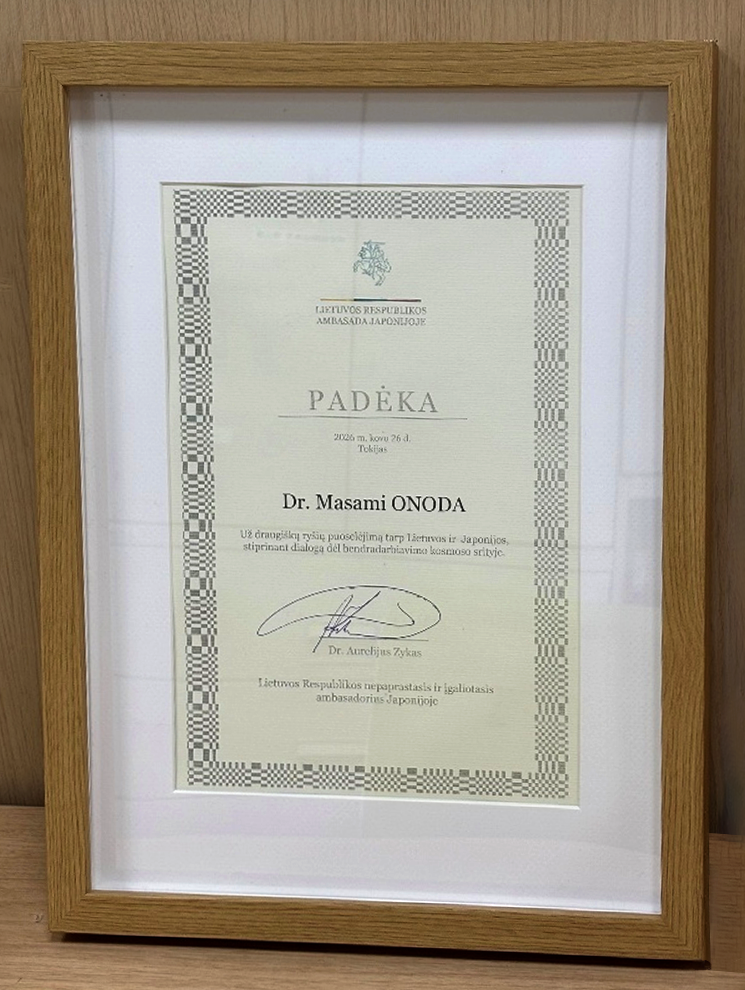 LIETUVOS RESPUBLIKOS
AMBASADA JAPONIJOJE
PADĖKA
2026 m. kovo 26 d.
Tokijas
Dr. Masami ONODA
Už draugiškų ryšių puoselėjimą tarp Lietuvos ir Japonijos,
stiprinant dialogą dėl bendradarbiavimo kosmoso srityje.
Dr. Aurelijus Zykas
Lietuvos Respublikos nepaprastasis ir įgaliotasis
ambasadorius Japonijoje